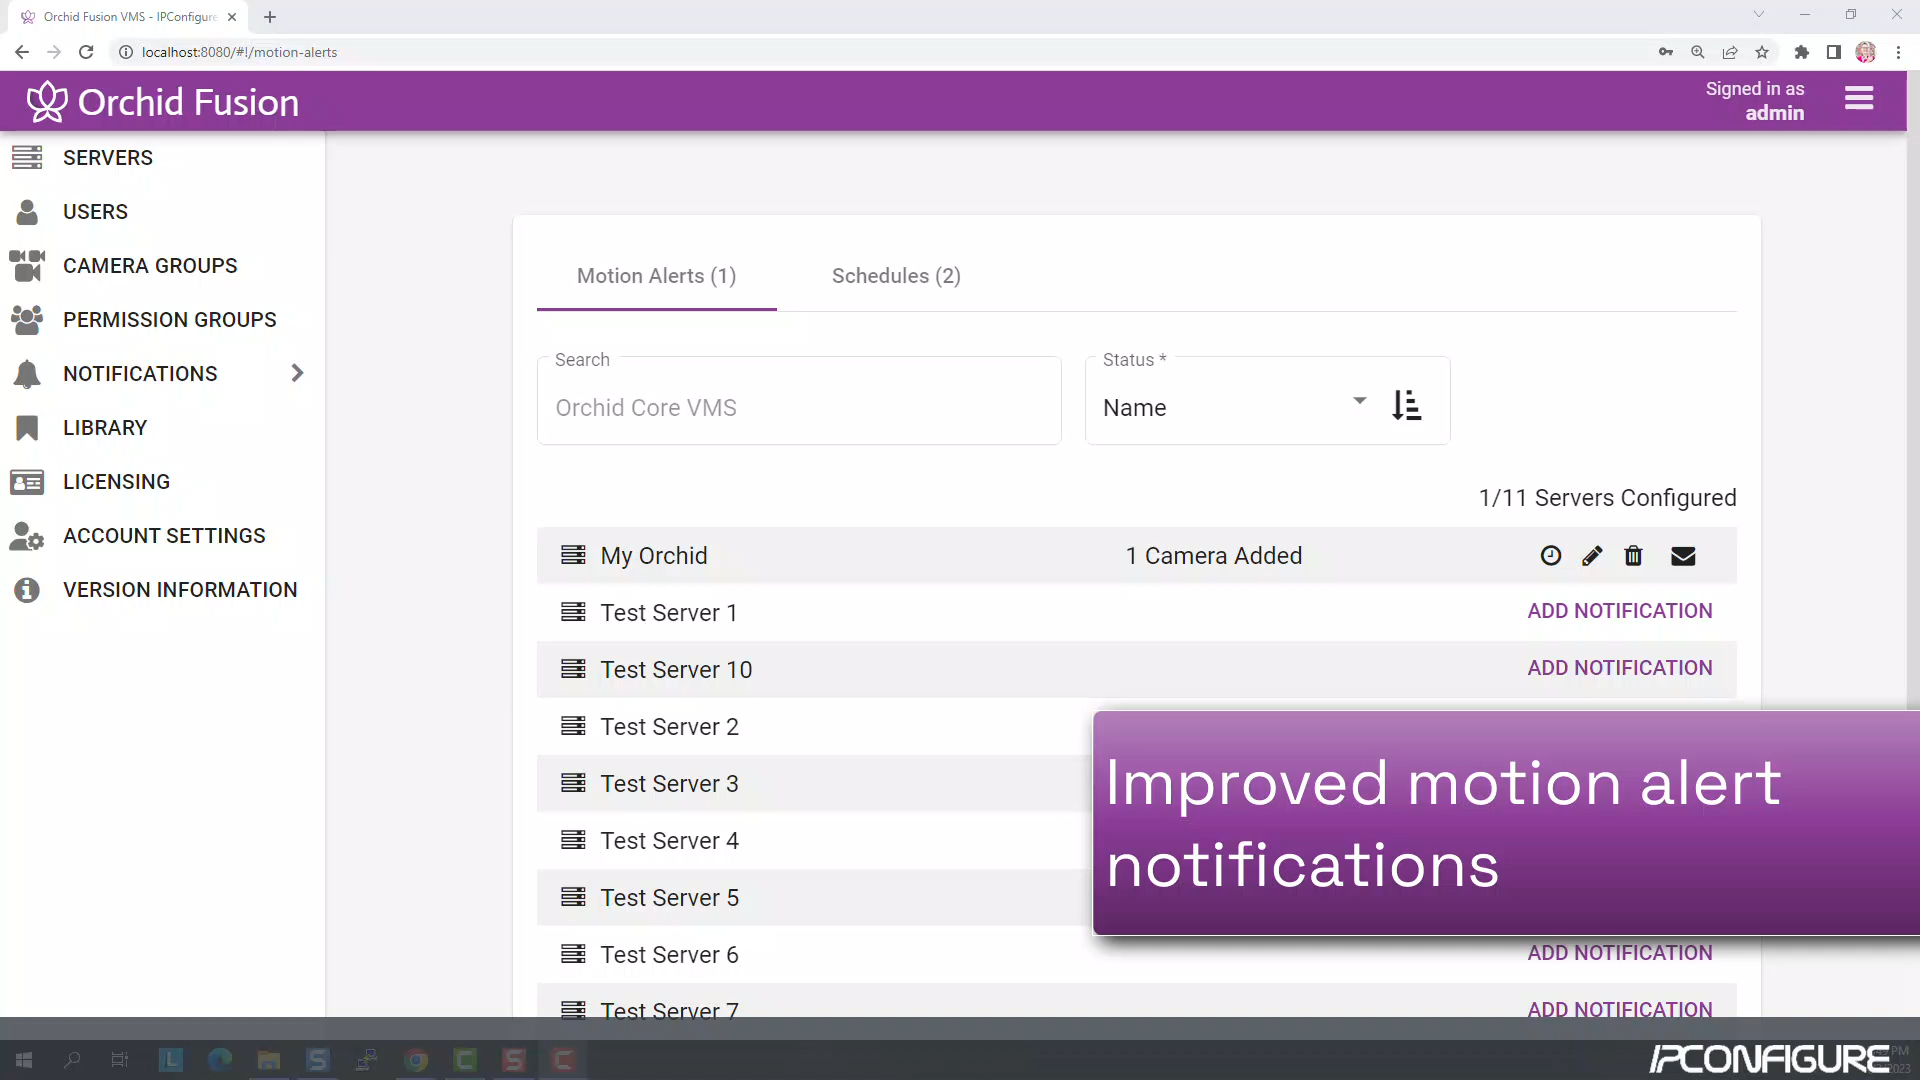 Orchid Fusion VMS - IPConfigure
localhost:8080/#!/motion-alerts
Orchid Fusion
Signed in as
admin
SERVERS
USERS
CAMERA GROUPS
PERMISSION GROUPS
NOTIFICATIONS
LIBRARY
LICENSING
ACCOUNT SETTINGS
VERSION INFORMATION
Motion Alerts (1)
Schedules (2)
Search
Orchid Core VMS
Status *
Name
1/11 Servers Configured
My Orchid
1 Camera Added
Test Server 1
ADD NOTIFICATION
Test Server 10
ADD NOTIFICATION
Test Server 2
Test Server 3
Test Server 4
Test Server 5
Test Server 6
ADD NOTIFICATION
Test Server 7
ADD NOTIFICATION
Improved motion alert
notifications
IPCONFIGURE